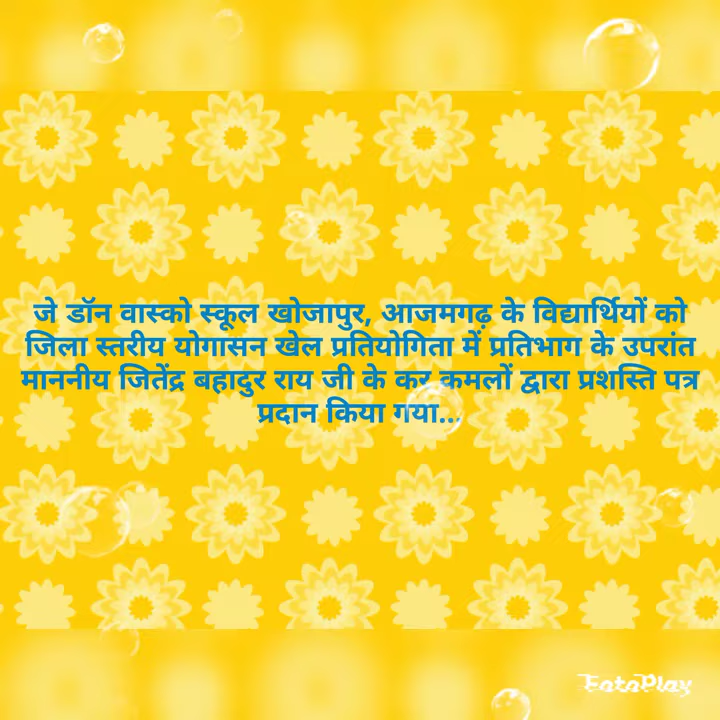 जे डॉन वास्को स्कूल खोजापुर, आजमगढ़ के विद्यार्थियों को
जिला स्तरीय योगासन खेल प्रतियोगिता में प्रतिभाग के उपरांत
माननीय जितेंद्र बहादुर राय जी के कर कमलों द्वारा प्रशस्ति पत्र
प्रदान किया गया...
FotoPlay